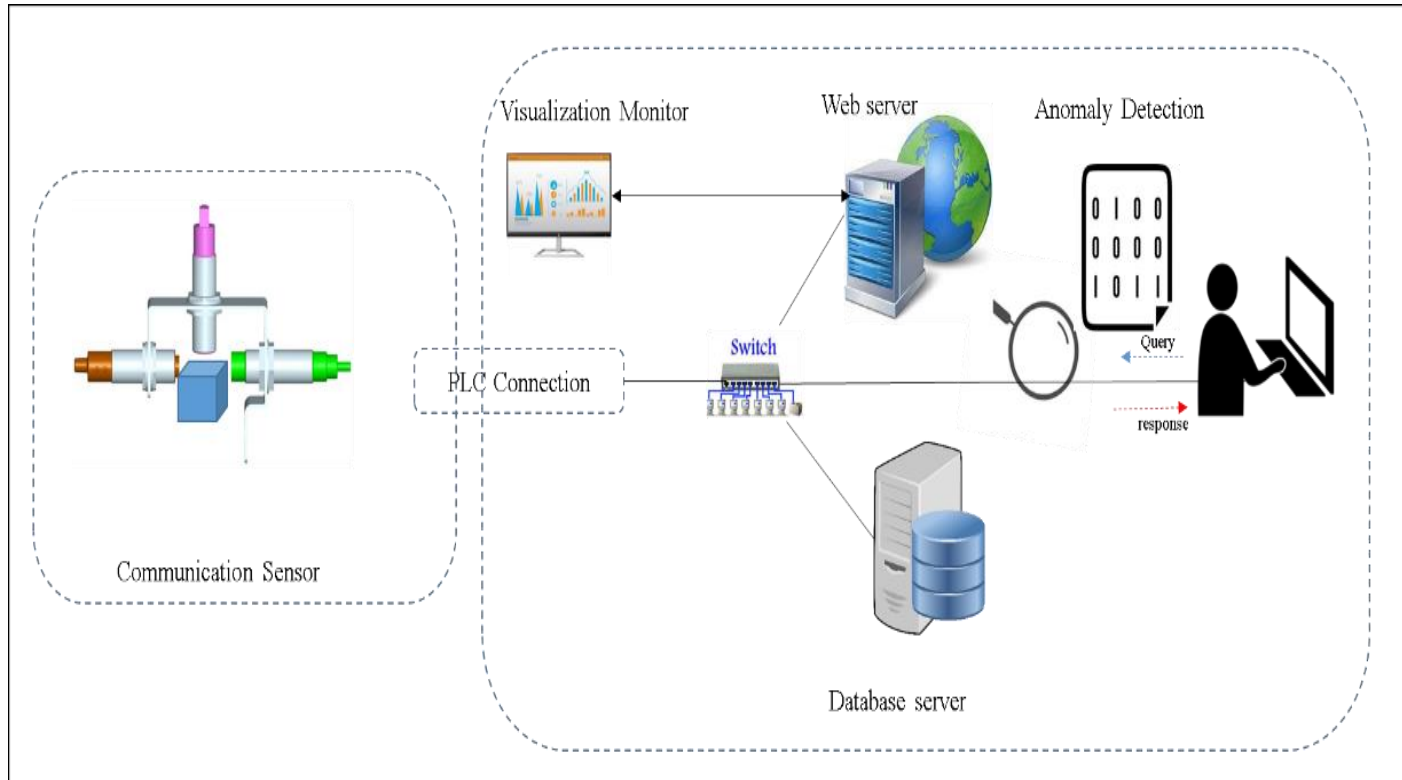 Visualization Monitor
Web server
Anomaly Detection
0 1 0 0
0 0 0 0
1 0 1 1
Switch
Query
PLC Connection
response
Communication Sensor
Database server